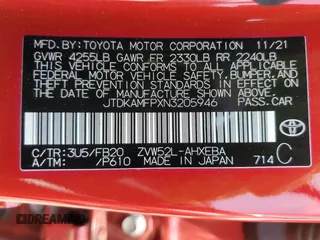 MFD. BY: TOYOTA MOTOR CORPORATION 11/21
GVWR 4255LB GAWR FR 2330LB RR 2240LB
THIS VEHICLE CONFORMS TO ALL APPLICABLE
FEDERAL MOTOR VEHICLE SAFETY, BUMPER, AND
THEFT PREVENTION STANDARDS IN EFFECT ON
THE DATE OF MANUFACTURE SHOWN ABOVE.
JTDKAMFPXN3205946 PASS.CAR
TOYOTA
C/TR: 3U5/FB20 ZVW52L-AHXEBA
A/TM: /P610 MADE IN JAPAN 714 C
DREAMBID